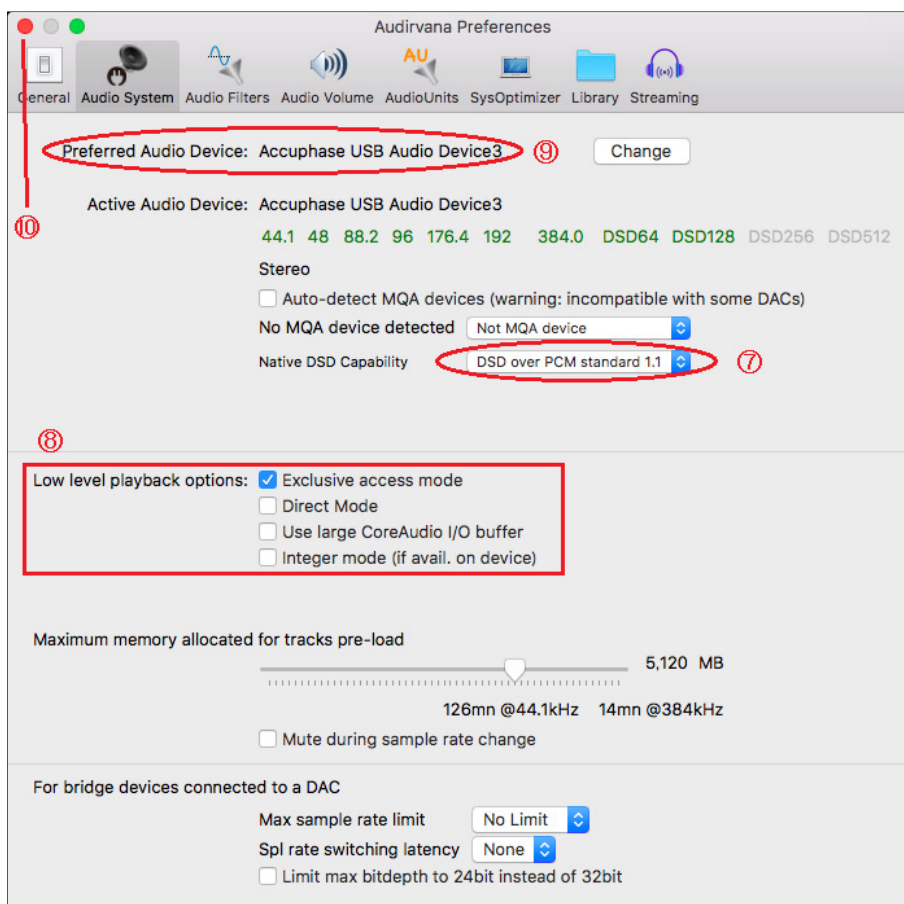 Audirvana Preferences
General Audio System Audio Filters Audio Volume AudioUnits SysOptimizer Library Streaming
AU
Preferred Audio Device: Accuphase USB Audio Device3 ⑨ Change
⑩
Active Audio Device: Accuphase USB Audio Device3
44.1 48 88.2 96 176.4 192 384.0 DSD64 DSD128 DSD256 DSD512
Stereo
Auto-detect MQA devices (warning: incompatible with some DACs)
No MQA device detected Not MQA device
Native DSD Capability DSD over PCM standard 1.1 ⑦
⑧
Low level playback options: Exclusive access mode
Direct Mode
Use large CoreAudio I/O buffer
Integer mode (if avail. on device)
Maximum memory allocated for tracks pre-load
5,120 MB
126mn @44.1kHz 14mn @384kHz
Mute during sample rate change
For bridge devices connected to a DAC
Max sample rate limit No Limit
Spl rate switching latency None
Limit max bitdepth to 24bit instead of 32bit